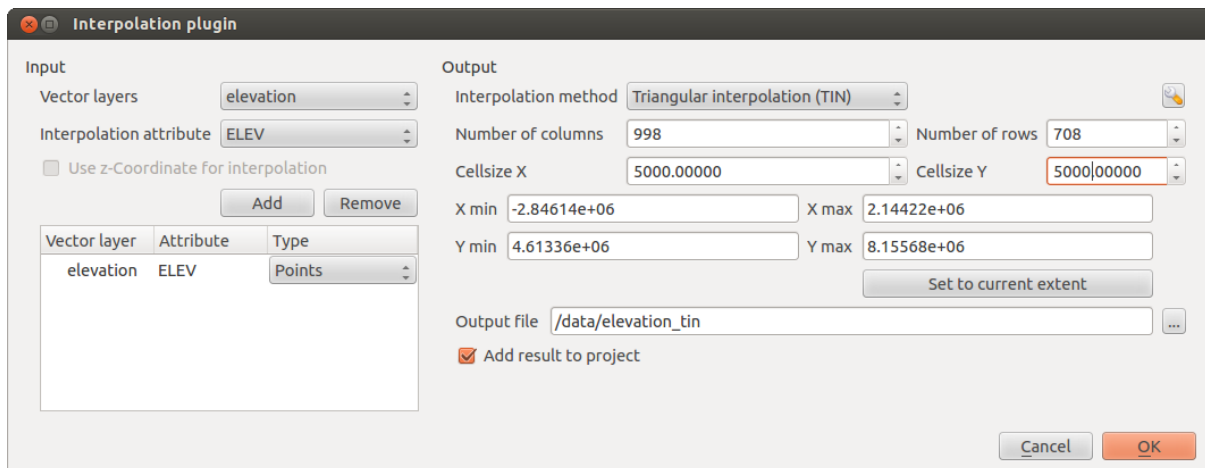 Interpolation plugin
Input
Vector layers elevation
Interpolation attribute ELEV
Use z-Coordinate for interpolation
Add Remove
Vector layer Attribute Type
elevation ELEV Points
Output
Interpolation method Triangular interpolation (TIN)
Number of columns 998 Number of rows 708
Cellsize X 5000.00000 Cellsize Y 5000.00000
X min -2.84614e+06 X max 2.14422e+06
Y min 4.61336e+06 Y max 8.15568e+06
Set to current extent
Output file /data/elevation_tin ...
Add result to project
Cancel OK